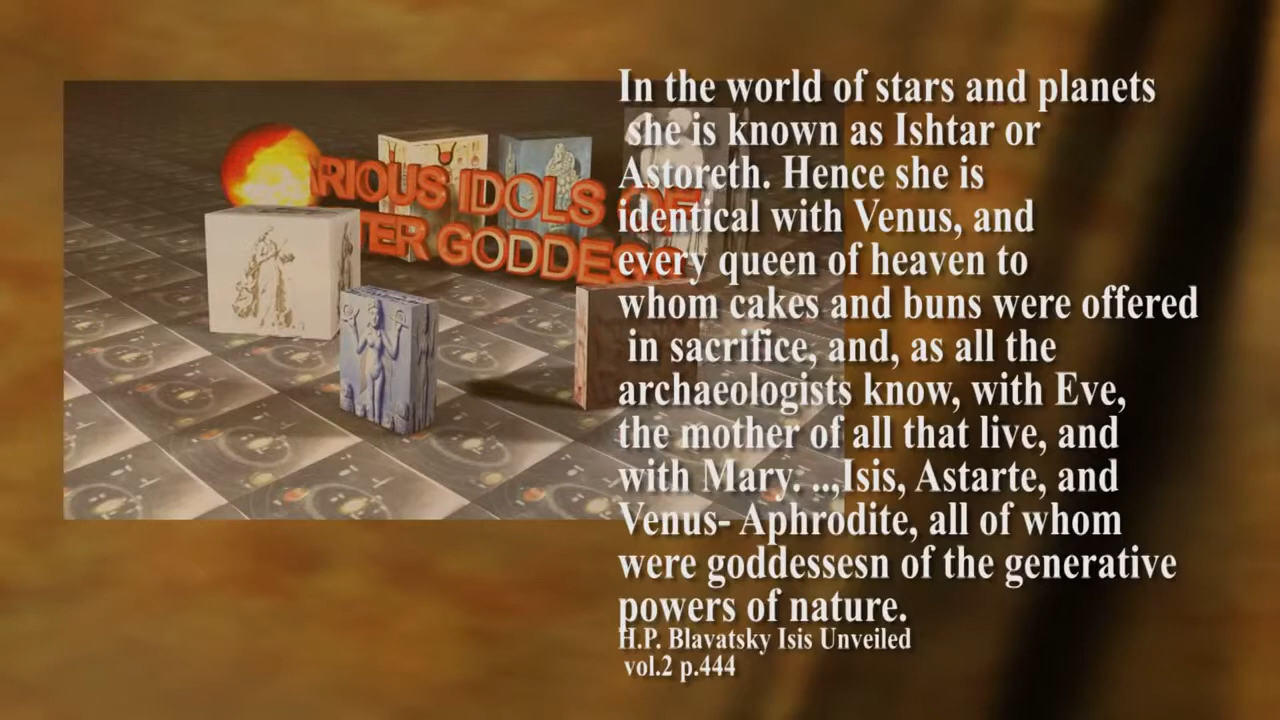 ARIOUS IDOLS OF
TER GODDESS
In the world of stars and planets
she is known as Ishtar or
Astoreth. Hence she is
identical with Venus, and
every queen of heaven to
whom cakes and buns were offered
in sacrifice, and, as all the
archaeologists know, with Eve,
the mother of all that live, and
with Mary. ..,Isis, Astarte, and
Venus- Aphrodite, all of whom
were goddessesn of the generative
powers of nature.
H.P. Blavatsky Isis Unveiled
vol.2 p.444